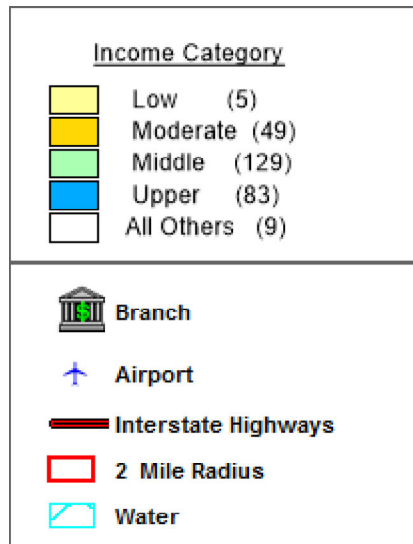 Income Category
Low (5)
Moderate (49)
Middle (129)
Upper (83)
All Others (9)
$ Branch
Airport
Interstate Highways
2 Mile Radius
Water